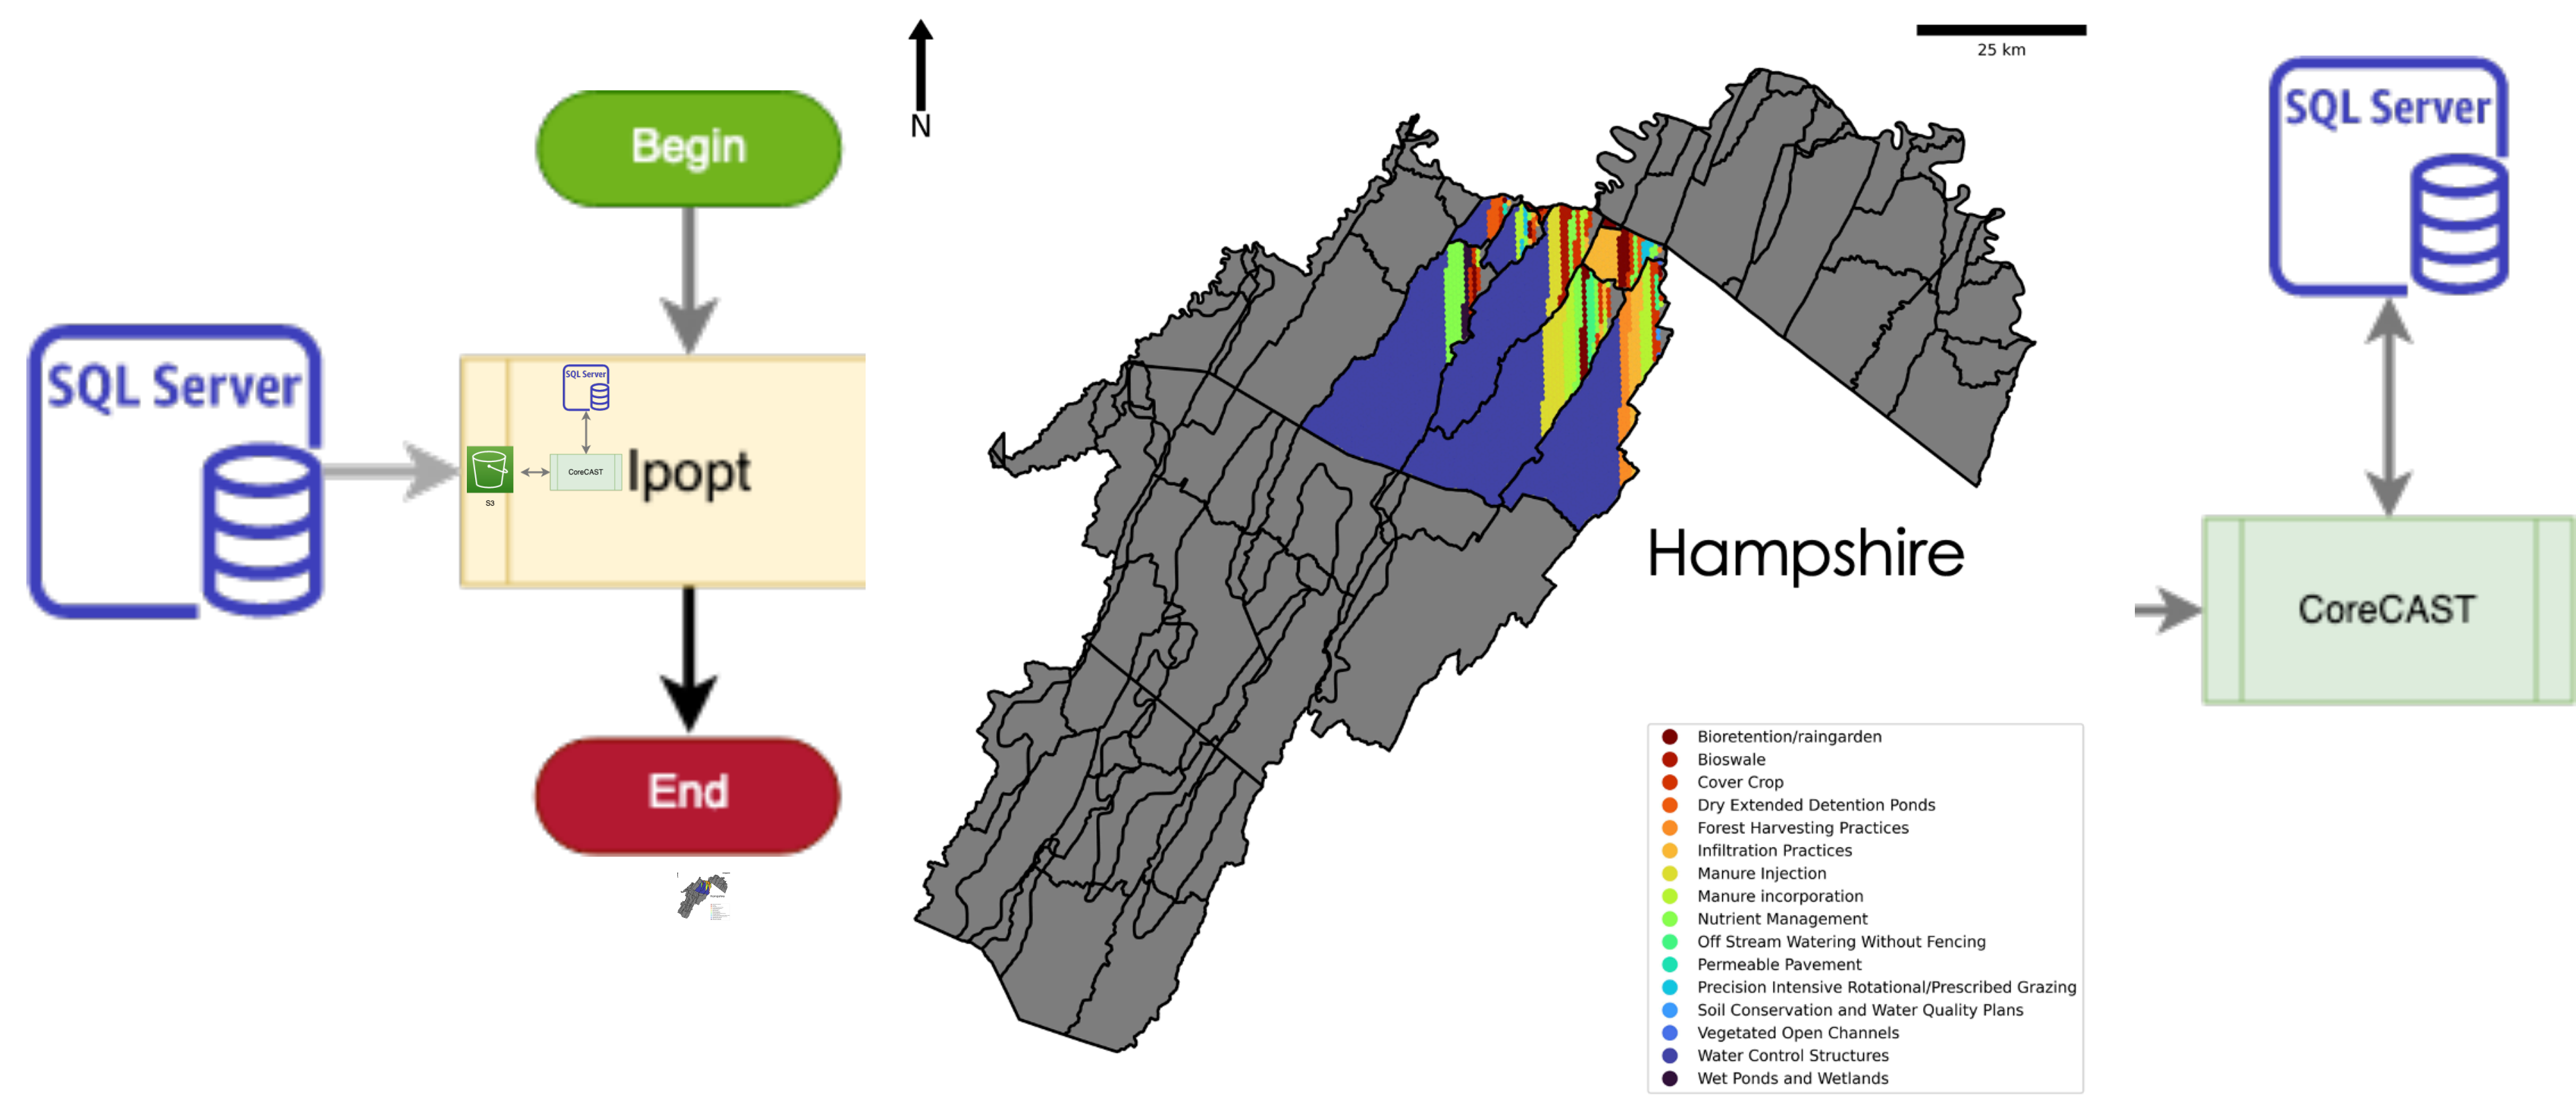 Begin
SQL Server
SQL Server
S3
CoreCAST
Ipopt
End
N
25 km
Hampshire
Bioretention/raingarden
Bioswale
Cover Crop
Dry Extended Detention Ponds
Forest Harvesting Practices
Infiltration Practices
Manure Injection
Manure incorporation
Nutrient Management
Off Stream Watering Without Fencing
Permeable Pavement
Precision Intensive Rotational/Prescribed Grazing
Soil Conservation and Water Quality Plans
Vegetated Open Channels
Water Control Structures
Wet Ponds and Wetlands
SQL Server
CoreCAST